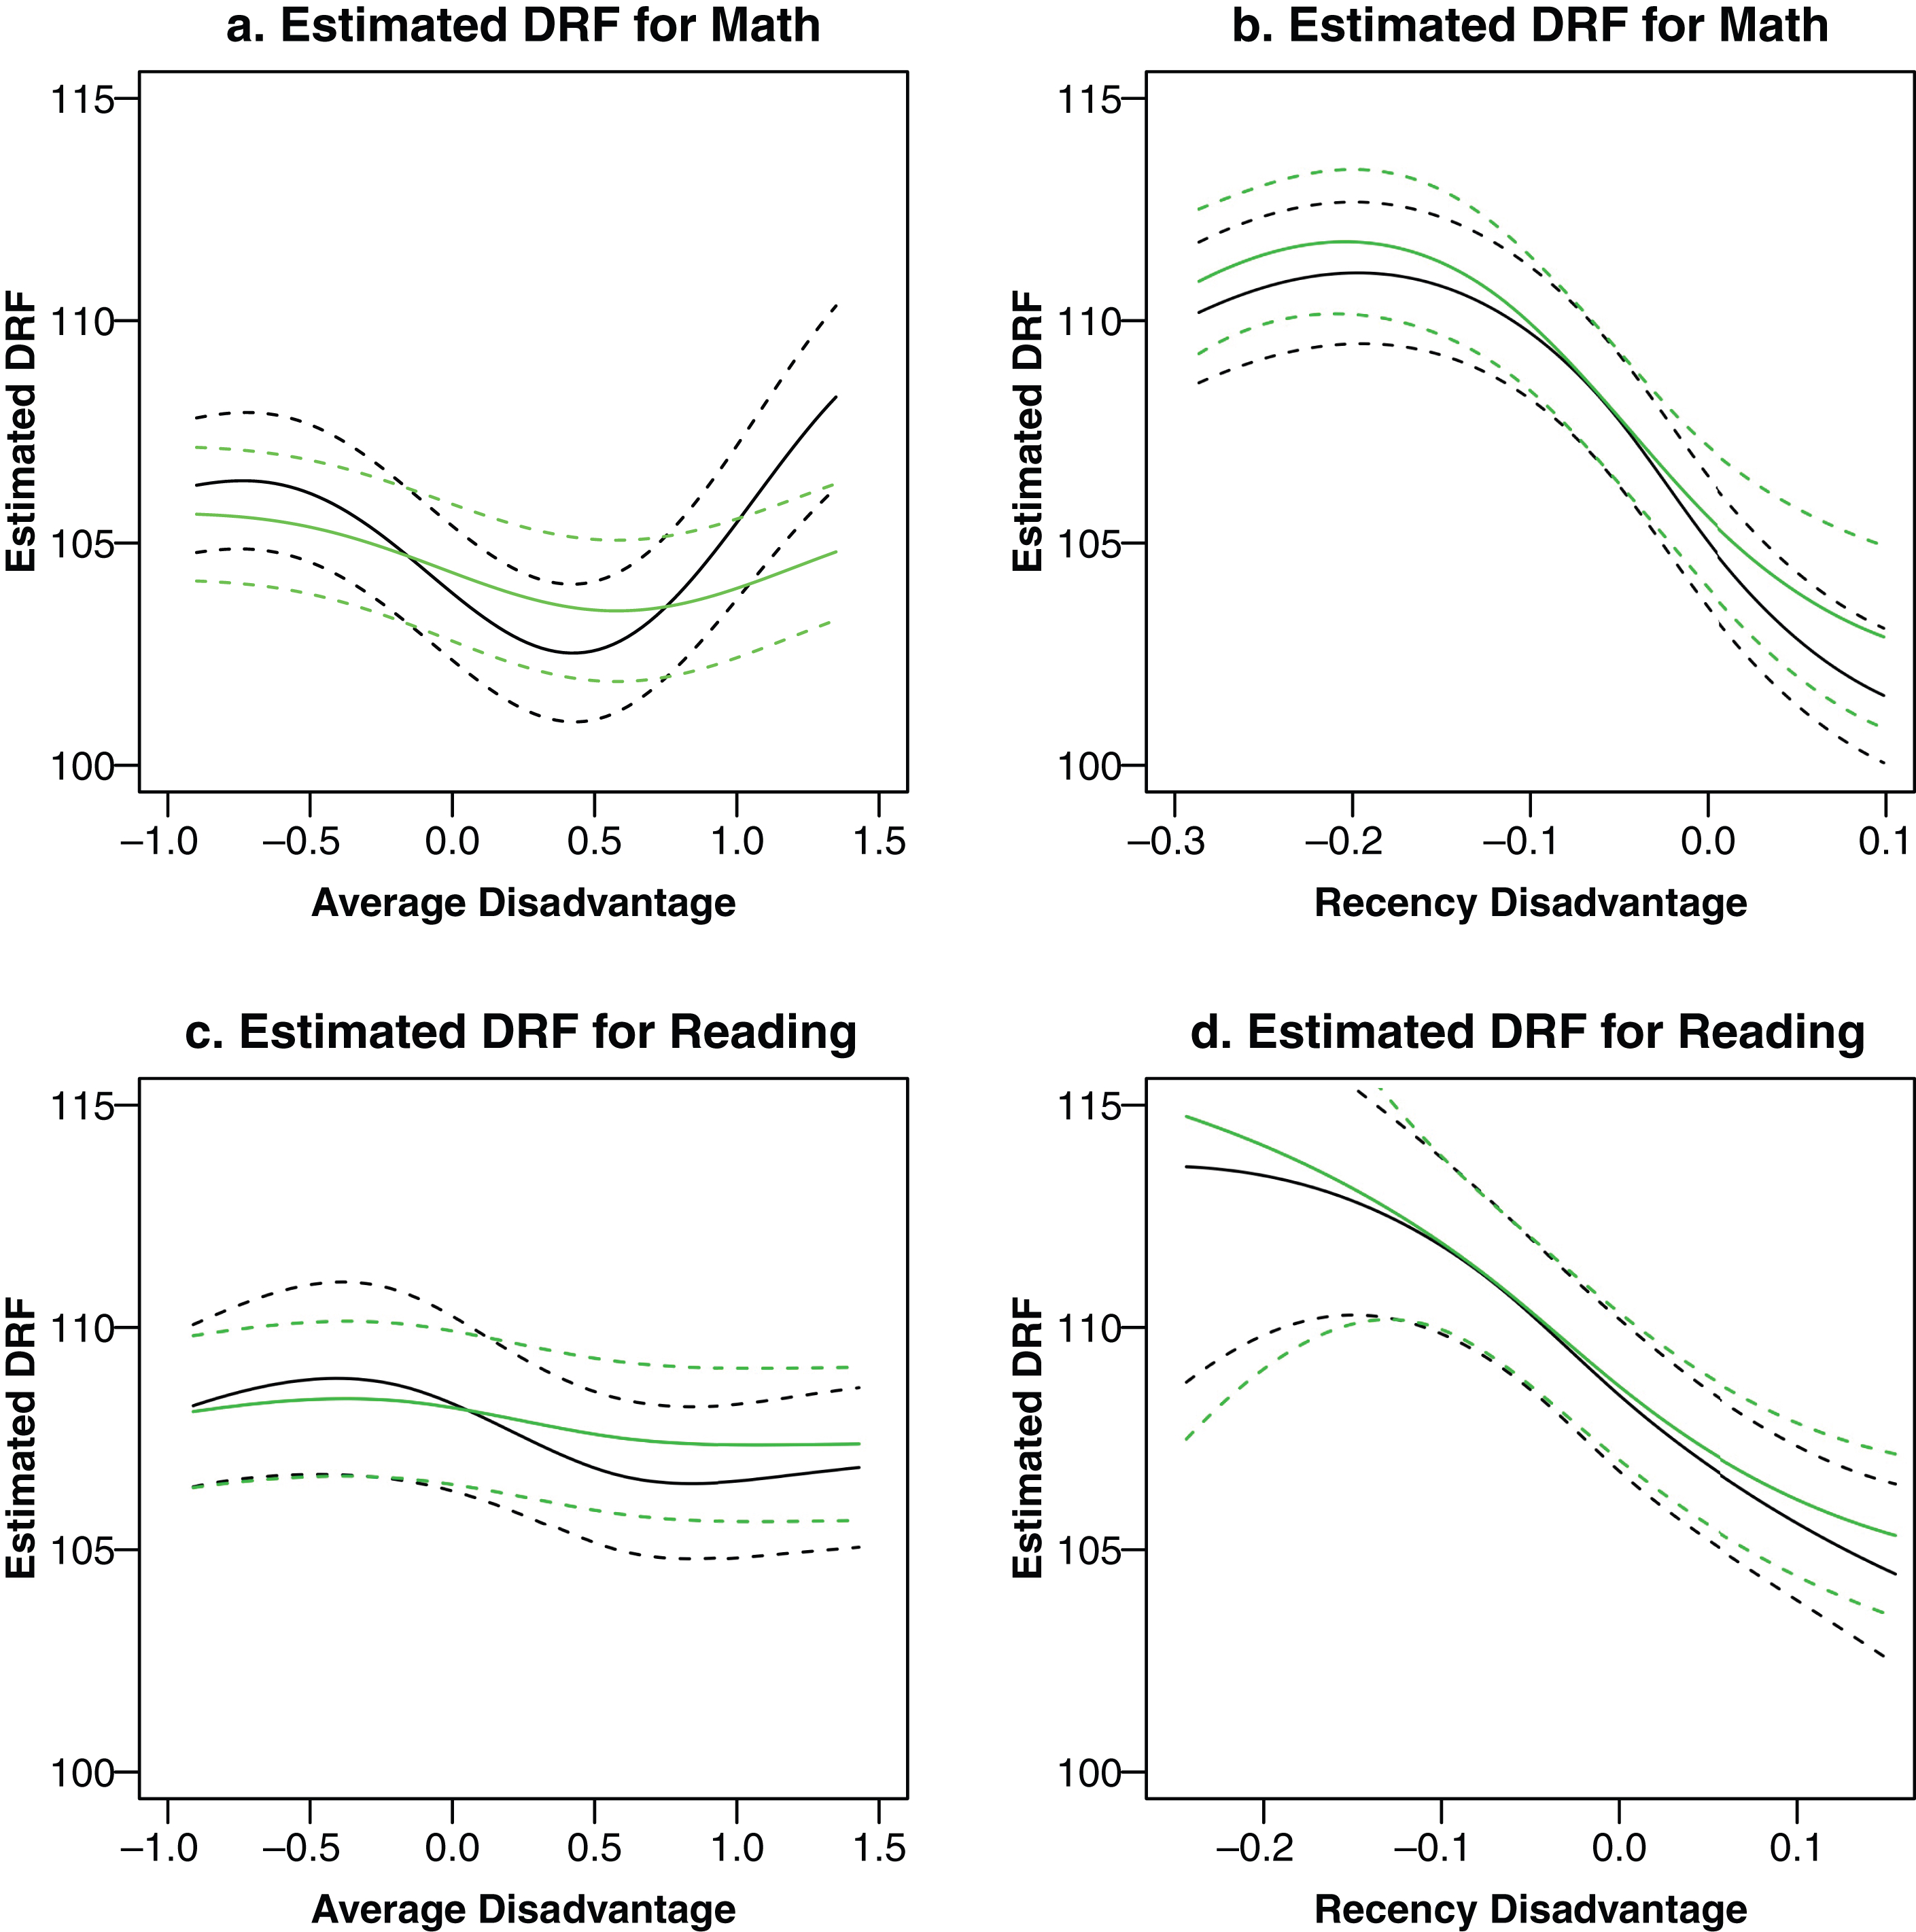 a. Estimated DRF for Math
Estimated DRF
115
110
105
100
−1.0 −0.5 0.0 0.5 1.0 1.5
Average Disadvantage
b. Estimated DRF for Math
Estimated DRF
115
110
105
100
−0.3 −0.2 −0.1 0.0 0.1
Recency Disadvantage
c. Estimated DRF for Reading
Estimated DRF
115
110
105
100
−1.0 −0.5 0.0 0.5 1.0 1.5
Average Disadvantage
d. Estimated DRF for Reading
Estimated DRF
115
110
105
100
−0.2 −0.1 0.0 0.1
Recency Disadvantage